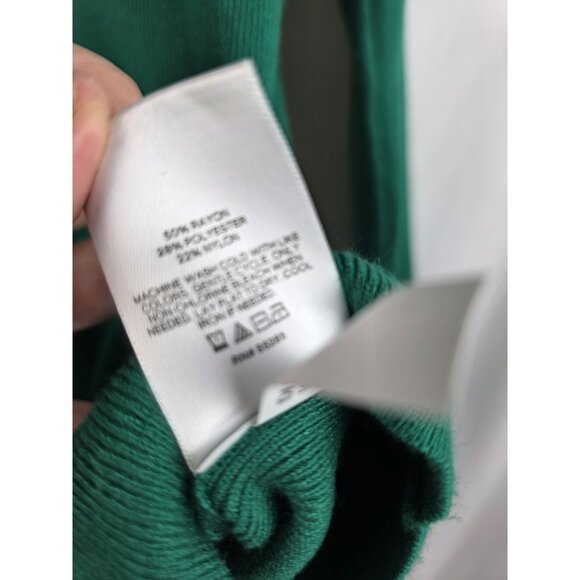 50% RAYON
28% POLYESTER
22% NYLON
MACHINE WASH COLD WITH LIKE
COLORS. GENTLE CYCLE. ONLY
NON-CHLORINE BLEACH WHEN
NEEDED. LAY FLAT TO DRY. COOL
IRON IF NEEDED.